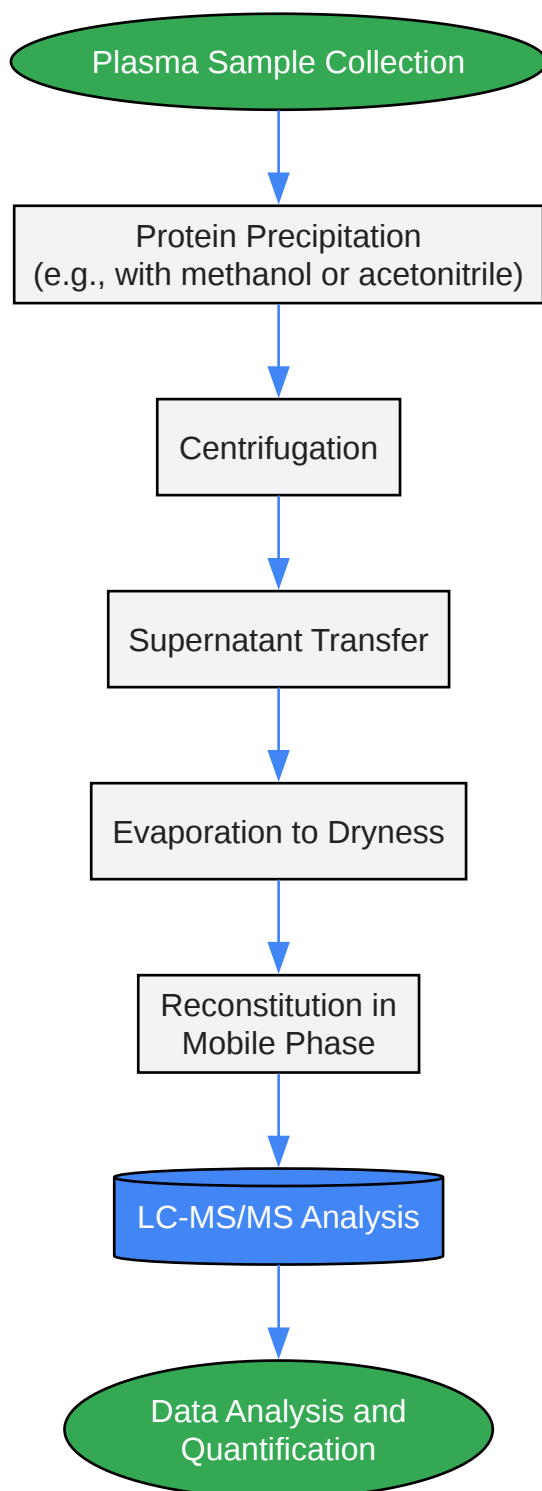 Plasma Sample Collection
Protein Precipitation
(e.g., with methanol or acetonitrile)
Centrifugation
Supernatant Transfer
Evaporation to Dryness
Reconstitution in
Mobile Phase
LC-MS/MS Analysis
Data Analysis and
Quantification